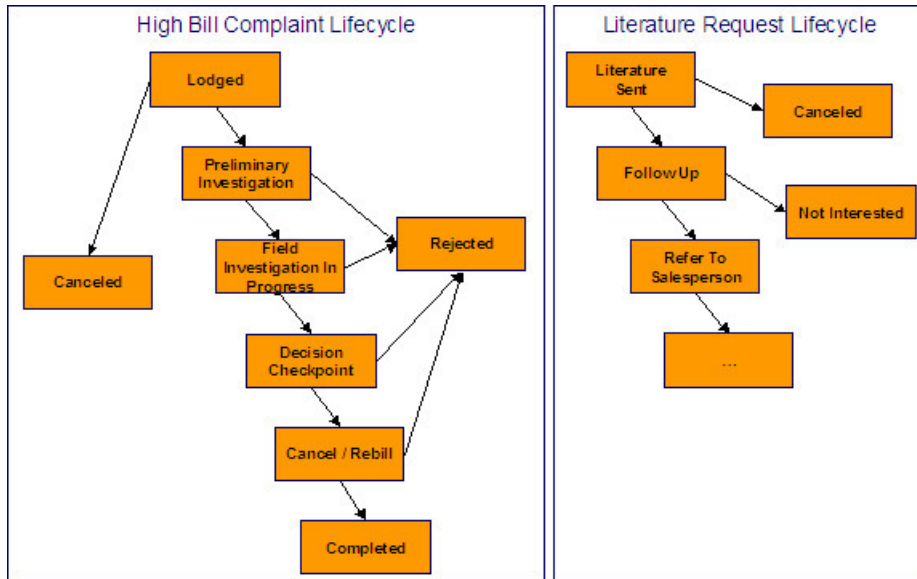 High Bill Complaint Lifecycle
Lodged
Preliminary
Investigation
Field
Investigation In
Progress
Rejected
Canceled
Decision
Checkpoint
Cancel / Rebill
Completed
Literature Request Lifecycle
Literature
Sent
Canceled
Follow Up
Not Interested
Refer To
Salesperson
...